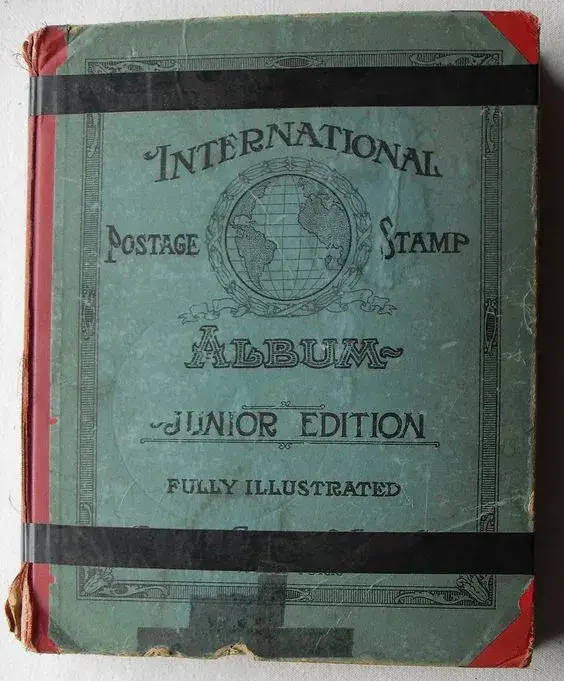 INTERNATIONAL
POSTAGE STAMP
ALBUM
JUNIOR EDITION
FULLY ILLUSTRATED